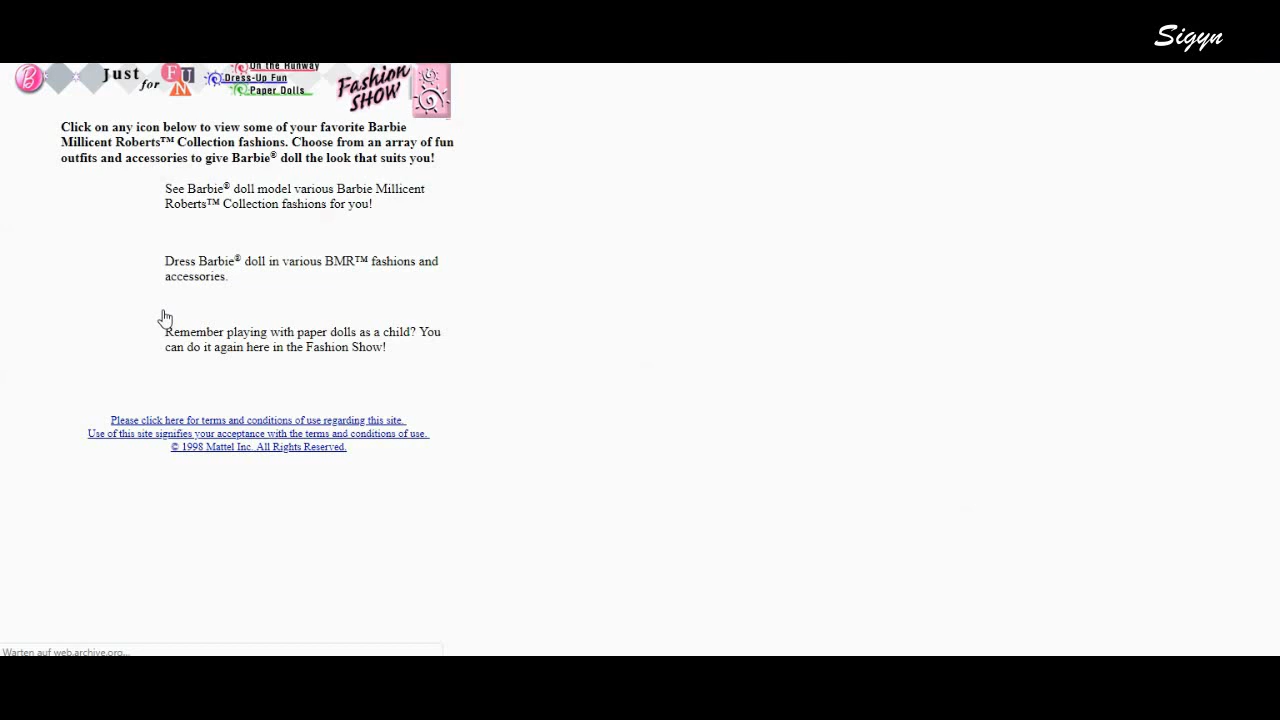 Sigyn
B Just for FUN
On the Runway
Dress-Up Fun
Paper Dolls
Fashion SHOW
Click on any icon below to view some of your favorite Barbie
Millicent Roberts™ Collection fashions. Choose from an array of fun
outfits and accessories to give Barbie® doll the look that suits you!
See Barbie® doll model various Barbie Millicent
Roberts™ Collection fashions for you!
Dress Barbie® doll in various BMR™ fashions and
accessories.
Remember playing with paper dolls as a child? You
can do it again here in the Fashion Show!
Please click here for terms and conditions of use regarding this site.
Use of this site signifies your acceptance with the terms and conditions of use.
© 1998 Mattel Inc. All Rights Reserved.
Warten auf web.archive.org...